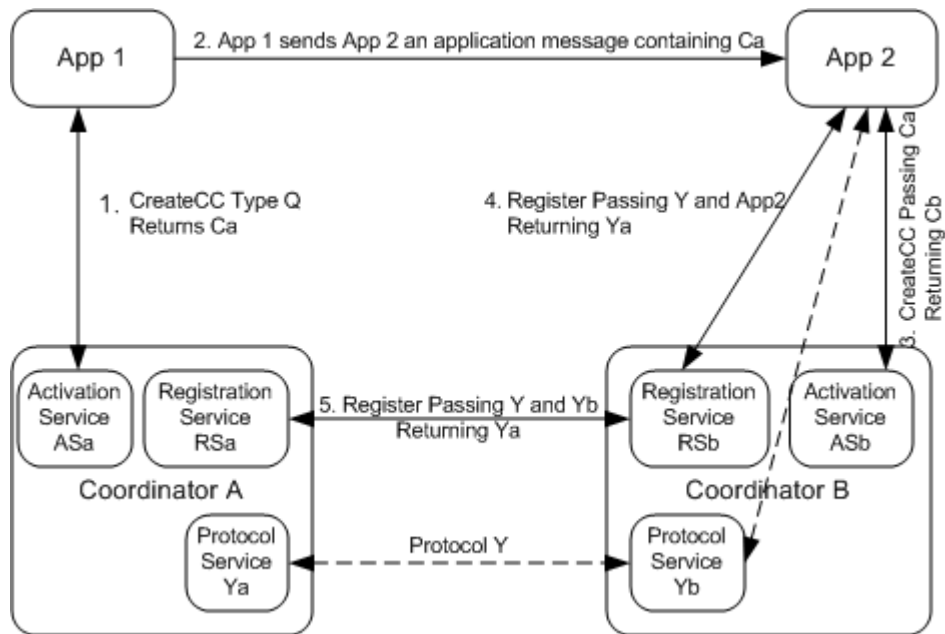 App 1
2. App 1 sends App 2 an application message containing Ca
App 2
1. CreateCC Type Q
Returns Ca
4. Register Passing Y and App2
Returning Ya
3. CreateCC Passing Ca
Returning Cb
Activation
Service
ASa
Registration
Service
RSa
5. Register Passing Y and Yb
Returning Ya
Registration
Service
RSb
Activation
Service
ASb
Coordinator A
Coordinator B
Protocol
Service
Ya
Protocol Y
Protocol
Service
Yb